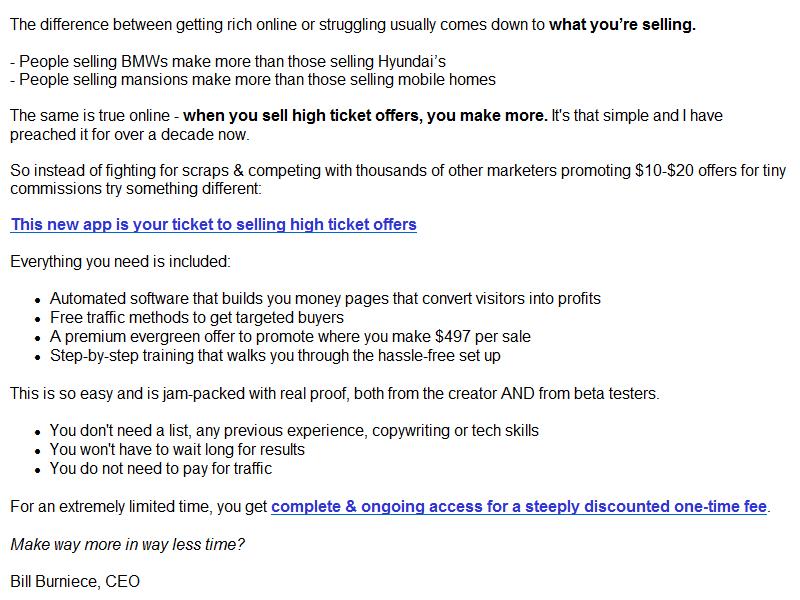 The difference between getting rich online or struggling usually comes down to what you’re selling.
- People selling BMWs make more than those selling Hyundai’s
- People selling mansions make more than those selling mobile homes
The same is true online - when you sell high ticket offers, you make more. It's that simple and I have
preached it for over a decade now.
So instead of fighting for scraps & competing with thousands of other marketers promoting $10-$20 offers for tiny
commissions try something different:
This new app is your ticket to selling high ticket offers
Everything you need is included:
• Automated software that builds you money pages that convert visitors into profits
• Free traffic methods to get targeted buyers
• A premium evergreen offer to promote where you make $497 per sale
• Step-by-step training that walks you through the hassle-free set up
This is so easy and is jam-packed with real proof, both from the creator AND from beta testers.
• You don't need a list, any previous experience, copywriting or tech skills
• You won't have to wait long for results
• You do not need to pay for traffic
For an extremely limited time, you get complete & ongoing access for a steeply discounted one-time fee.
Make way more in way less time?
Bill Burniece, CEO